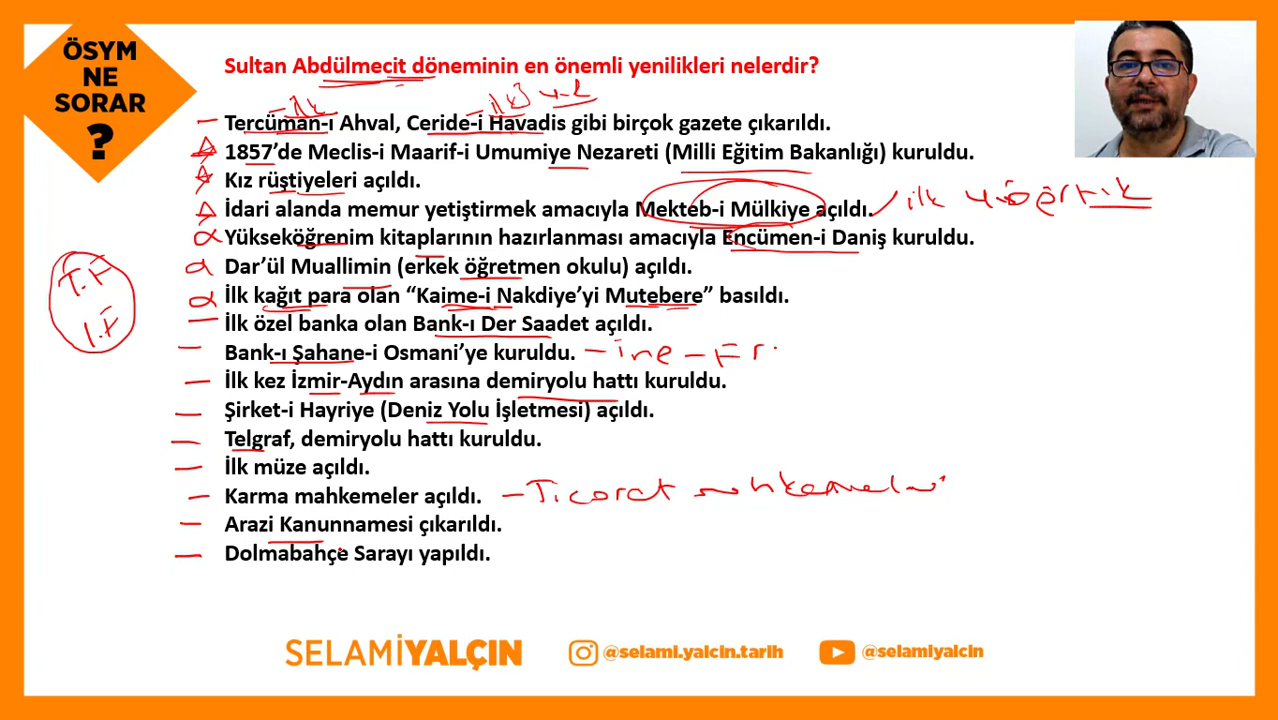 ÖSYM
NE
SORAR
?
Sultan Abdülmecit döneminin en önemli yenilikleri nelerdir?
Tercüman-ı Ahval, Ceride-i Havadis gibi birçok gazete çıkarıldı.
1857’de Meclis-i Maarif-i Umumiye Nezareti (Milli Eğitim Bakanlığı) kuruldu.
Kız rüştiyeleri açıldı.
İdari alanda memur yetiştirmek amacıyla Mekteb-i Mülkiye açıldı. ilk
Yükseköğrenim kitaplarının hazırlanması amacıyla Encümen-i Daniş kuruldu.
Dar’ül Muallimin (erkek öğretmen okulu) açıldı.
T.F
İlk kağıt para olan “Kaime-i Nakdiye’yi Mutebere” basıldı.
I.F
İlk özel banka olan Bank-ı Der Saadet açıldı.
Bank-ı Şahane-i Osmani’ye kuruldu. - İng - Fr.
İlk kez İzmir-Aydın arasına demiryolu hattı kuruldu.
Şirket-i Hayriye (Deniz Yolu İşletmesi) açıldı.
Telgraf, demiryolu hattı kuruldu.
İlk müze açıldı.
Karma mahkemeler açıldı. - Ticaret mahkemeleri
Arazi Kanunnamesi çıkarıldı.
Dolmabahçe Sarayı yapıldı.
SELAMİYALÇIN @selami.yalcin.tarih @selamiyalcin